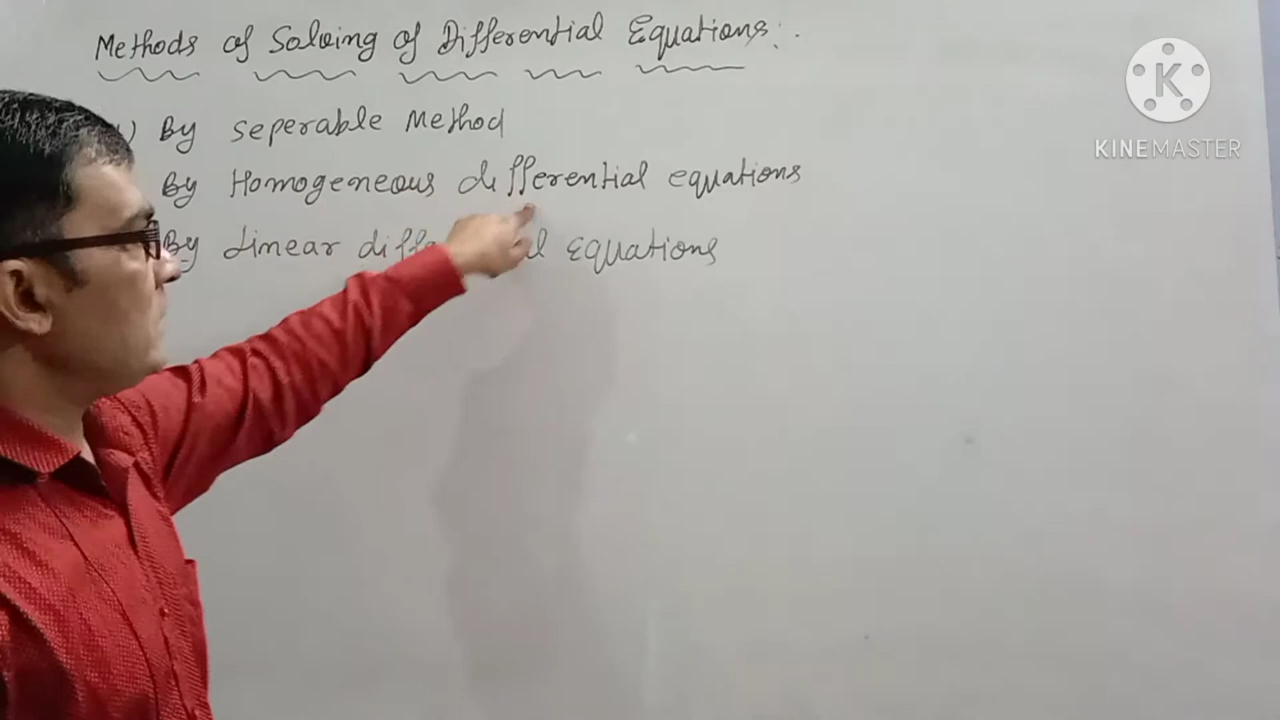 Methods of Solving of Differential Equations:.
) By seperable Method
By Homogeneous differential equations
By Linear Equations
K
KINEMASTER